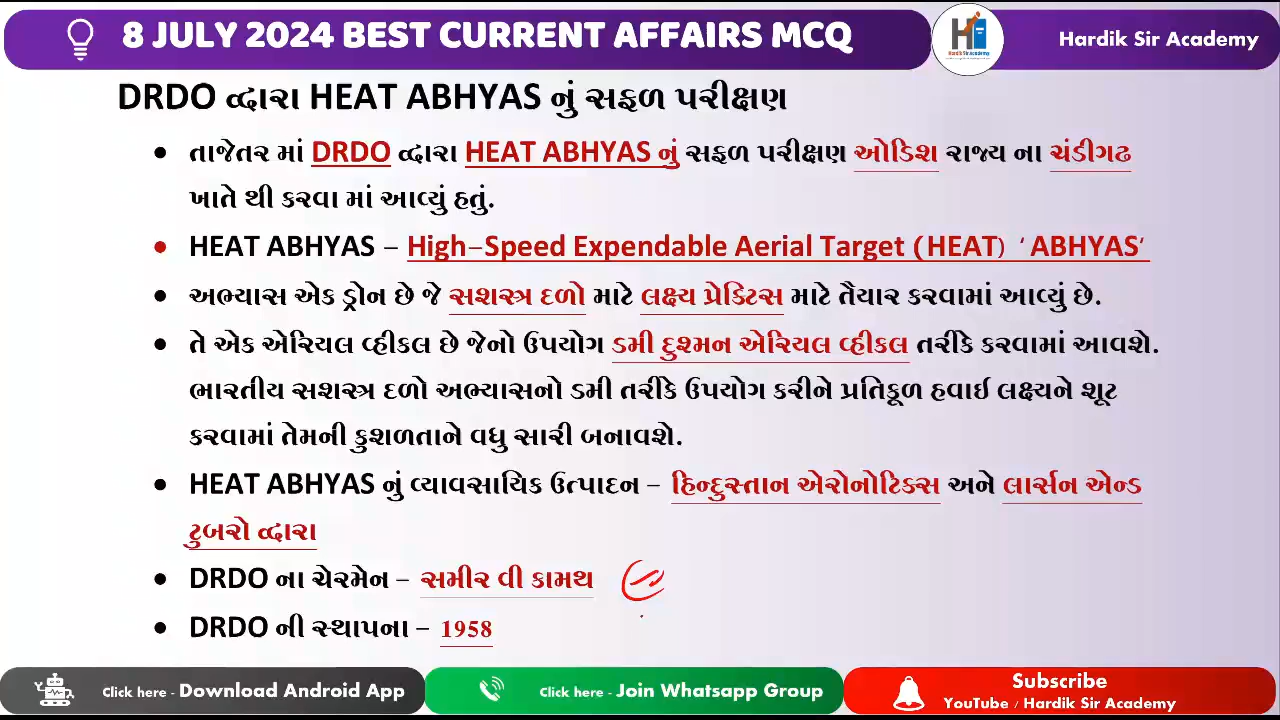 8 JULY 2024 BEST CURRENT AFFAIRS MCQ
Hardik Sir Academy
DRDO દ્વારા HEAT ABHYAS નું સફળ પરીક્ષણ
તાજેતર માં DRDO દ્વારા HEAT ABHYAS નું સફળ પરીક્ષણ ઓડિશ રાજ્ય ના ચંડીગઢ
ખાતે થી કરવા માં આવ્યું હતું.
HEAT ABHYAS – High-Speed Expendable Aerial Target (HEAT) ' ABHYAS'
અભ્યાસ એક ડ્રોન છે જે સશસ્ત્ર દળો માટે લક્ષ્ય પ્રેક્ટિસ માટે તૈયાર કરવામાં આવ્યું છે.
તે એક એરિયલ વ્હીકલ છે જેનો ઉપયોગ ડમી દુશ્મન એરિયલ વ્હીકલ તરીકે કરવામાં આવશે.
ભારતીય સશસ્ત્ર દળો અભ્યાસનો ડમી તરીકે ઉપયોગ કરીને પ્રતિકૂળ હવાઈ લક્ષ્યને શૂટ
કરવામાં તેમની કુશળતાને વધુ સારી બનાવશે.
HEAT ABHYAS નું વ્યાવસાયિક ઉત્પાદન – હિન્દુસ્તાન એરોનોટિક્સ અને લાર્સન એન્ડ
ટુબરો દ્વારા
DRDO ના ચેરમેન – સમીર વી કામથ
DRDO ની સ્થાપના – 1958
Click here - Download Android App
Click here - Join Whatsapp Group
Subscribe
YouTube / Hardik Sir Academy